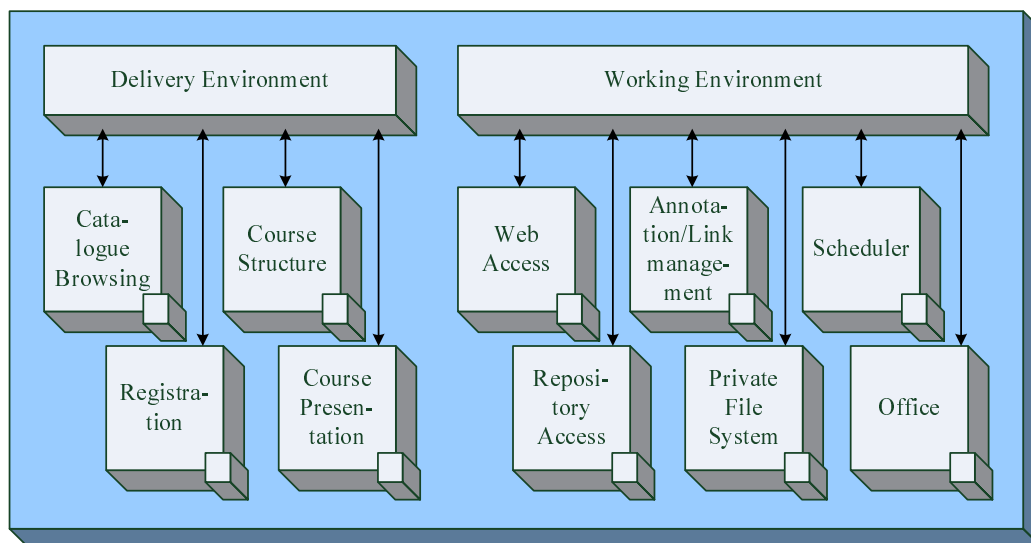 Delivery Environment
Working Environment
Cata-
logue
Browsing
Course
Structure
Web
Access
Annota-
tion/Link
manage-
ment
Scheduler
Registra-
tion
Course
Presen-
tation
Reposi-
tory
Access
Private
File
System
Office